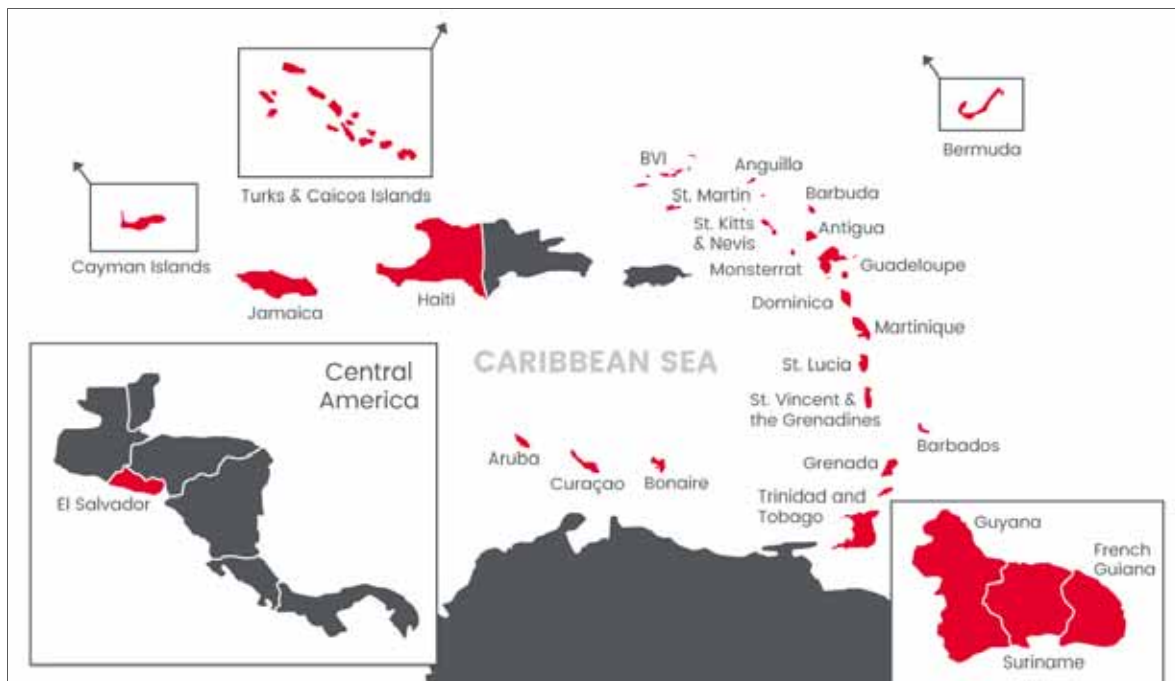 Bermuda
Turks & Caicos Islands
BVI
Anguilla
St. Martin
Barbuda
St. Kitts
& Nevis
Antigua
Cayman Islands
Monsterrat
Guadeloupe
Haiti
Jamaica
Dominica
Martinique
CARIBBEAN SEA
St. Lucia
St. Vincent &
the Grenadines
Barbados
Central
America
El Salvador
Aruba
Curaçao
Bonaire
Grenada
Trinidad and
Tobago
Guyana
French
Guiana
Suriname